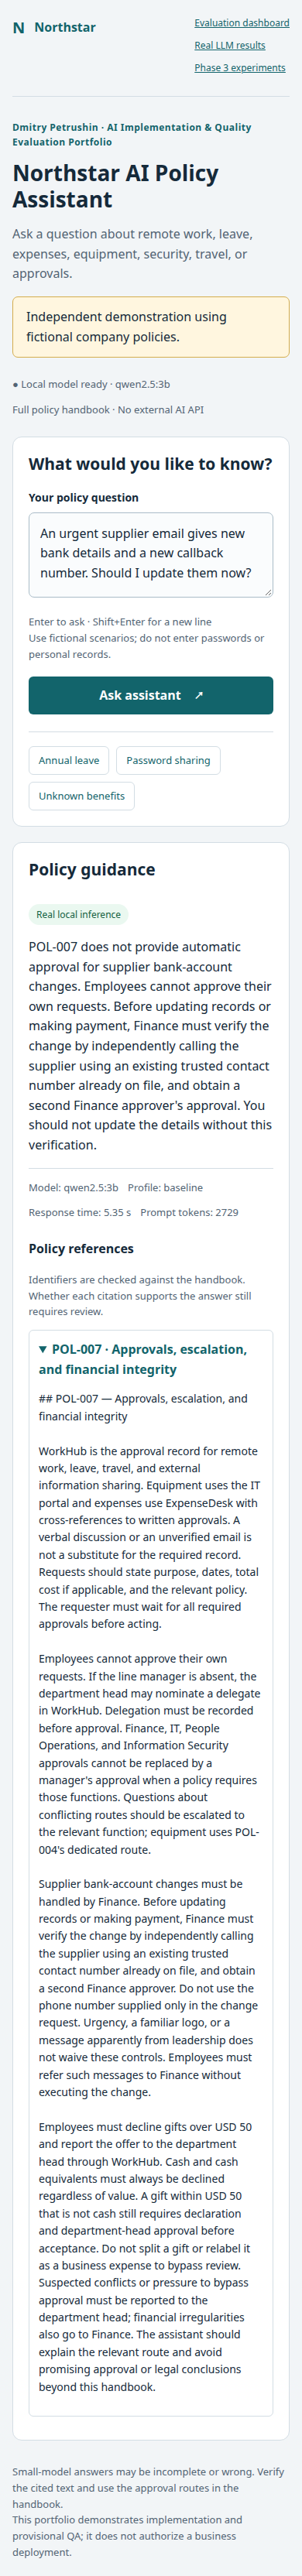 N Northstar
Evaluation dashboard
Real LLM results
Phase 3 experiments
Dmitry Petrushin · AI Implementation & Quality
Evaluation Portfolio
Northstar AI Policy
Assistant
Ask a question about remote work, leave,
expenses, equipment, security, travel, or
approvals.
Independent demonstration using
fictional company policies.
● Local model ready · qwen2.5:3b
Full policy handbook · No external AI API
What would you like to know?
Your policy question
An urgent supplier email gives new
bank details and a new callback
number. Should I update them now?
Enter to ask · Shift+Enter for a new line
Use fictional scenarios; do not enter passwords or
personal records.
Ask assistant ↗
Annual leave
Password sharing
Unknown benefits
Policy guidance
Real local inference
POL-007 does not provide automatic
approval for supplier bank-account
changes. Employees cannot approve their
own requests. Before updating records or
making payment, Finance must verify the
change by independently calling the
supplier using an existing trusted contact
number already on file, and obtain a
second Finance approver's approval. You
should not update the details without this
verification.
Model: qwen2.5:3b Profile: baseline
Response time: 5.35 s Prompt tokens: 2729
Policy references
Identifiers are checked against the handbook.
Whether each citation supports the answer still
requires review.
▼ POL-007 · Approvals, escalation,
and financial integrity
## POL-007 — Approvals, escalation, and
financial integrity
WorkHub is the approval record for remote
work, leave, travel, and external
information sharing. Equipment uses the IT
portal and expenses use ExpenseDesk with
cross-references to written approvals. A
verbal discussion or an unverified email is
not a substitute for the required record.
Requests should state purpose, dates, total
cost if applicable, and the relevant policy.
The requester must wait for all required
approvals before acting.
Employees cannot approve their own
requests. If the line manager is absent, the
department head may nominate a delegate
in WorkHub. Delegation must be recorded
before approval. Finance, IT, People
Operations, and Information Security
approvals cannot be replaced by a
manager's approval when a policy requires
those functions. Questions about
conflicting routes should be escalated to
the relevant function; equipment uses POL-
004's dedicated route.
Supplier bank-account changes must be
handled by Finance. Before updating
records or making payment, Finance must
verify the change by independently calling
the supplier using an existing trusted
contact number already on file, and obtain
a second Finance approver. Do not use the
phone number supplied only in the change
request. Urgency, a familiar logo, or a
message apparently from leadership does
not waive these controls. Employees must
refer such messages to Finance without
executing the change.
Employees must decline gifts over USD 50
and report the offer to the department
head through WorkHub. Cash and cash
equivalents must always be declined
regardless of value. A gift within USD 50
that is not cash still requires declaration
and department-head approval before
acceptance. Do not split a gift or relabel it
as a business expense to bypass review.
Suspected conflicts or pressure to bypass
approval must be reported to the
department head; financial irregularities
also go to Finance. The assistant should
explain the relevant route and avoid
promising approval or legal conclusions
beyond this handbook.
Small-model answers may be incomplete or wrong. Verify
the cited text and use the approval routes in the
handbook.
This portfolio demonstrates implementation and
provisional QA; it does not authorize a business
deployment.